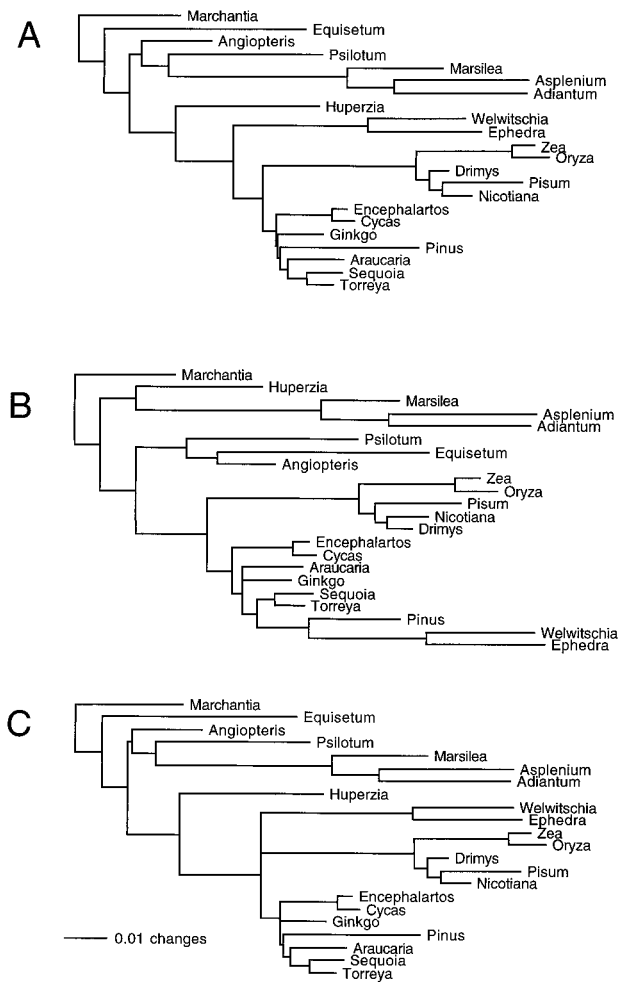 A
Marchantia
Equisetum
Angiopteris
Psilotum
Marsilea
Asplenium
Adiantum
Huperzia
Welwitschia
Ephedra
Zea
Oryza
Drimys
Pisum
Nicotiana
Encephalartos
Cycas
Ginkgo
Pinus
Araucaria
Sequoia
Torreya
B
Marchantia
Huperzia
Marsilea
Asplenium
Adiantum
Psilotum
Equisetum
Angiopteris
Zea
Oryza
Pisum
Nicotiana
Drimys
Encephalartos
Cycas
Araucaria
Ginkgo
Sequoia
Torreya
Pinus
Welwitschia
Ephedra
C
Marchantia
Equisetum
Angiopteris
Psilotum
Marsilea
Asplenium
Adiantum
Huperzia
Welwitschia
Ephedra
Zea
Oryza
Drimys
Pisum
Nicotiana
Encephalartos
Cycas
Ginkgo
Pinus
0.01 changes
Araucaria
Sequoia
Torreya